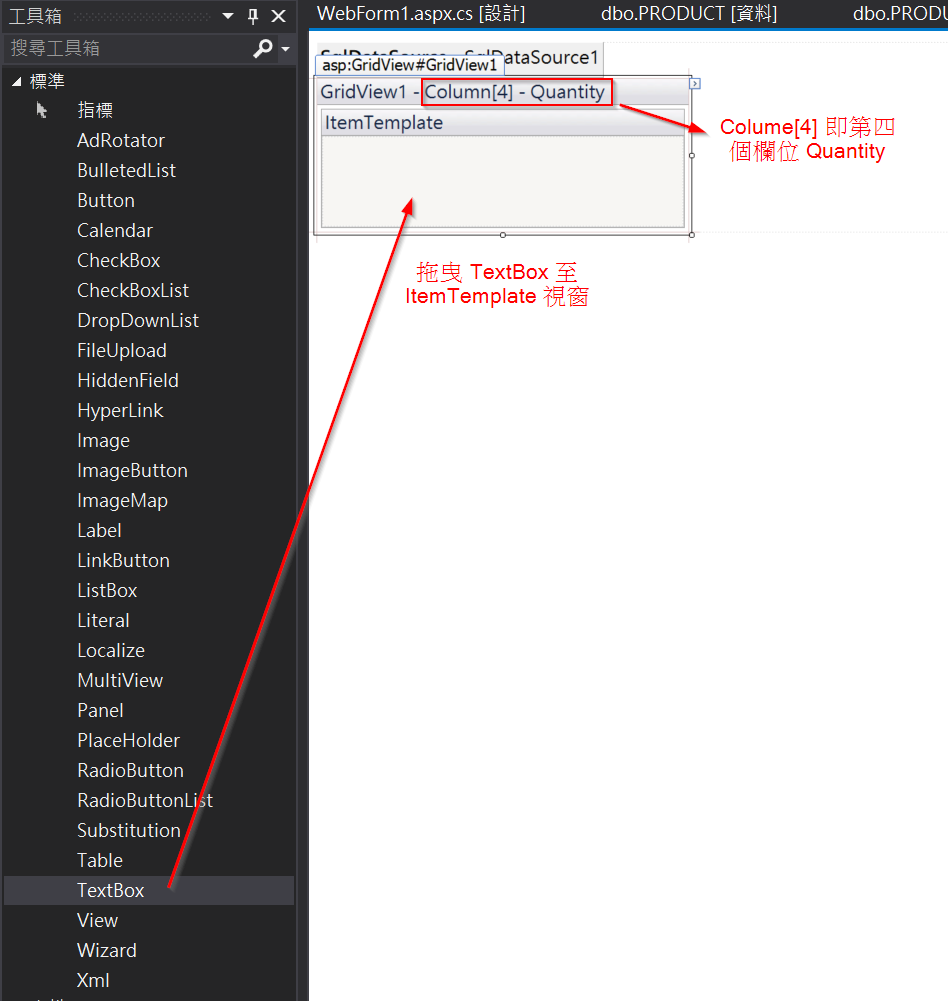 工具箱
搜尋工具箱
標準
指標
AdRotator
BulletedList
Button
Calendar
CheckBox
CheckBoxList
DropDownList
FileUpload
HiddenField
HyperLink
Image
ImageButton
ImageMap
Label
LinkButton
ListBox
Literal
Localize
MultiView
Panel
PlaceHolder
RadioButton
RadioButtonList
Substitution
Table
TextBox
View
Wizard
Xml
WebForm1.aspx.cs [設計]
dbo.PRODUCT [資料]
dbo.PRODU
SqlDataSource - SqlDataSource1
asp:GridView#GridView1
GridView1 - Column[4] - Quantity
ItemTemplate
Colume[4] 即第四
個欄位 Quantity
拖曳 TextBox 至
ItemTemplate 視窗